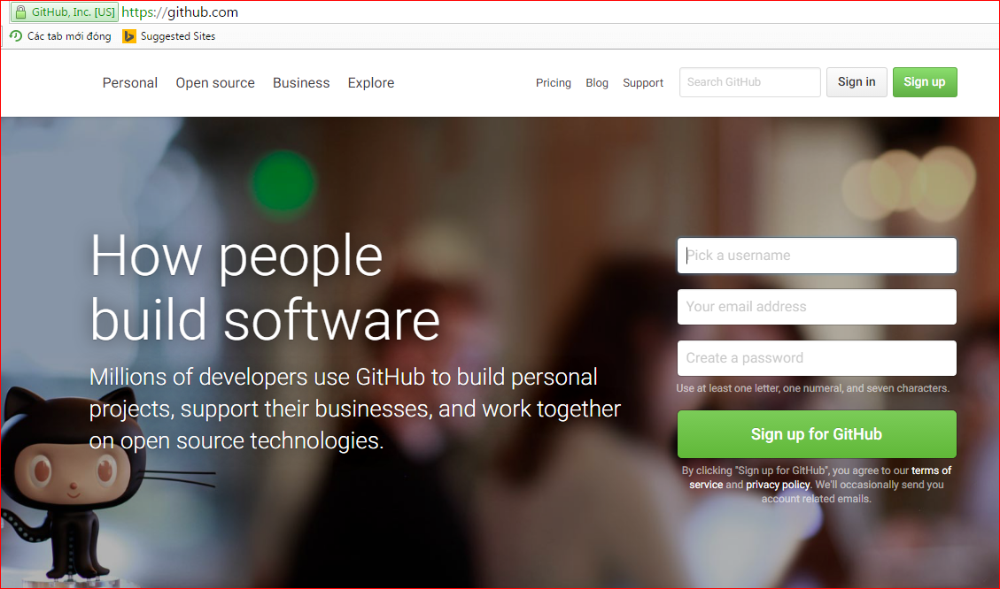 GitHub, Inc. [US] https://github.com
Các tab mới đóng Suggested Sites
Personal Open source Business Explore Pricing Blog Support Search GitHub Sign in Sign up
How people
build software
Millions of developers use GitHub to build personal
projects, support their businesses, and work together
on open source technologies.
Pick a username
Your email address
Create a password
Use at least one letter, one numeral, and seven characters.
Sign up for GitHub
By clicking "Sign up for GitHub", you agree to our terms of
service and privacy policy. We'll occasionally send you
account related emails.